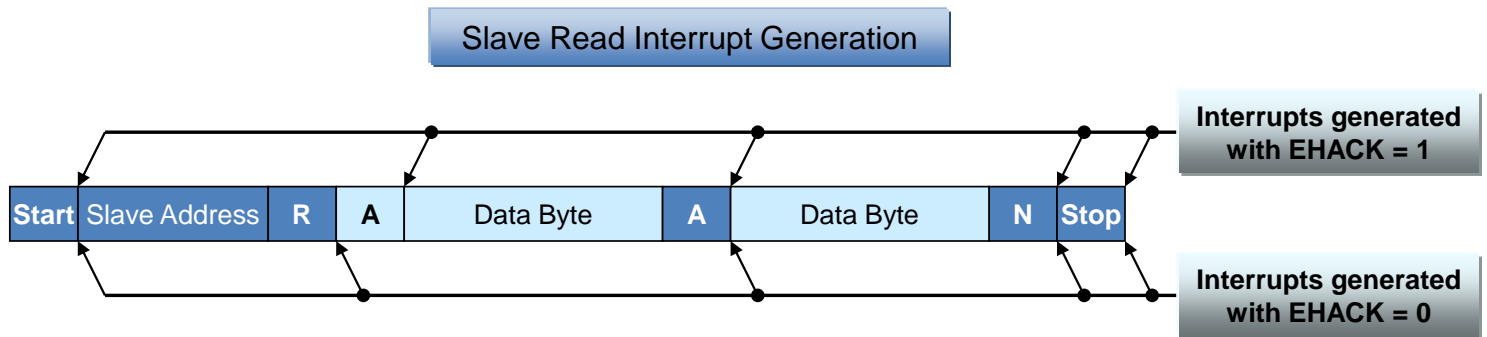 Slave Read Interrupt Generation
Interrupts generated
with EHACK = 1
Start Slave Address R A Data Byte A Data Byte N Stop
Interrupts generated
with EHACK = 0